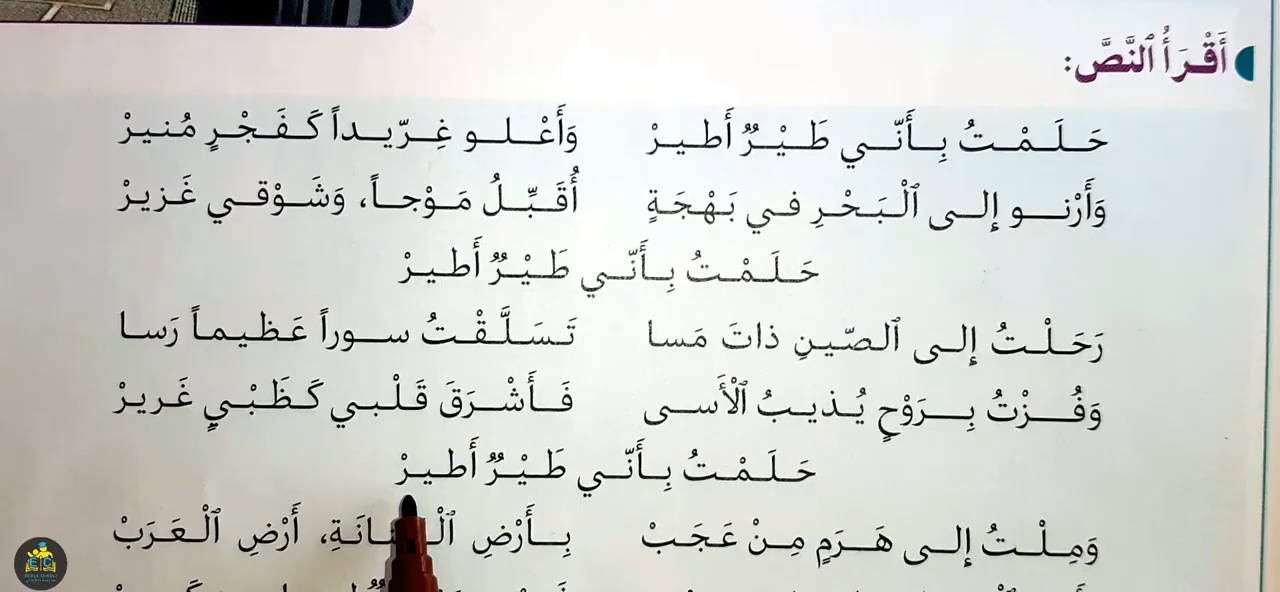 أَقْرَأُ ٱلنَّصَّ:
حَلَمْتُ بِأَنّي طَيْرٌ أَطيرْ وَأَعْلو غِرّيداً كَفَجْرٍ مُنيرْ
وَأَرْنو إِلى ٱلْبَحْرِ في بَهْجَةٍ أُقَبِّلُ مَوْجاً، وَشَوْقي غَزيرْ
حَلَمْتُ بِأَنّي طَيْرٌ أَطيرْ
رَحَلْتُ إِلى ٱلصّينِ ذاتَ مَسا تَسَلَّقْتُ سوراً عَظيماً رَسا
وَفُزْتُ بِرَوْحٍ يُذيبُ ٱلْأَسى فَأَشْرَقَ قَلْبي كَظَبْيٍ غَريرْ
حَلَمْتُ بِأَنّي طَيْرٌ أَطيرْ
وَمِلْتُ إِلى هَرَمٍ مِنْ عَجَبْ بِأَرْضِ أَرْضِ ٱلْعَرَبْ